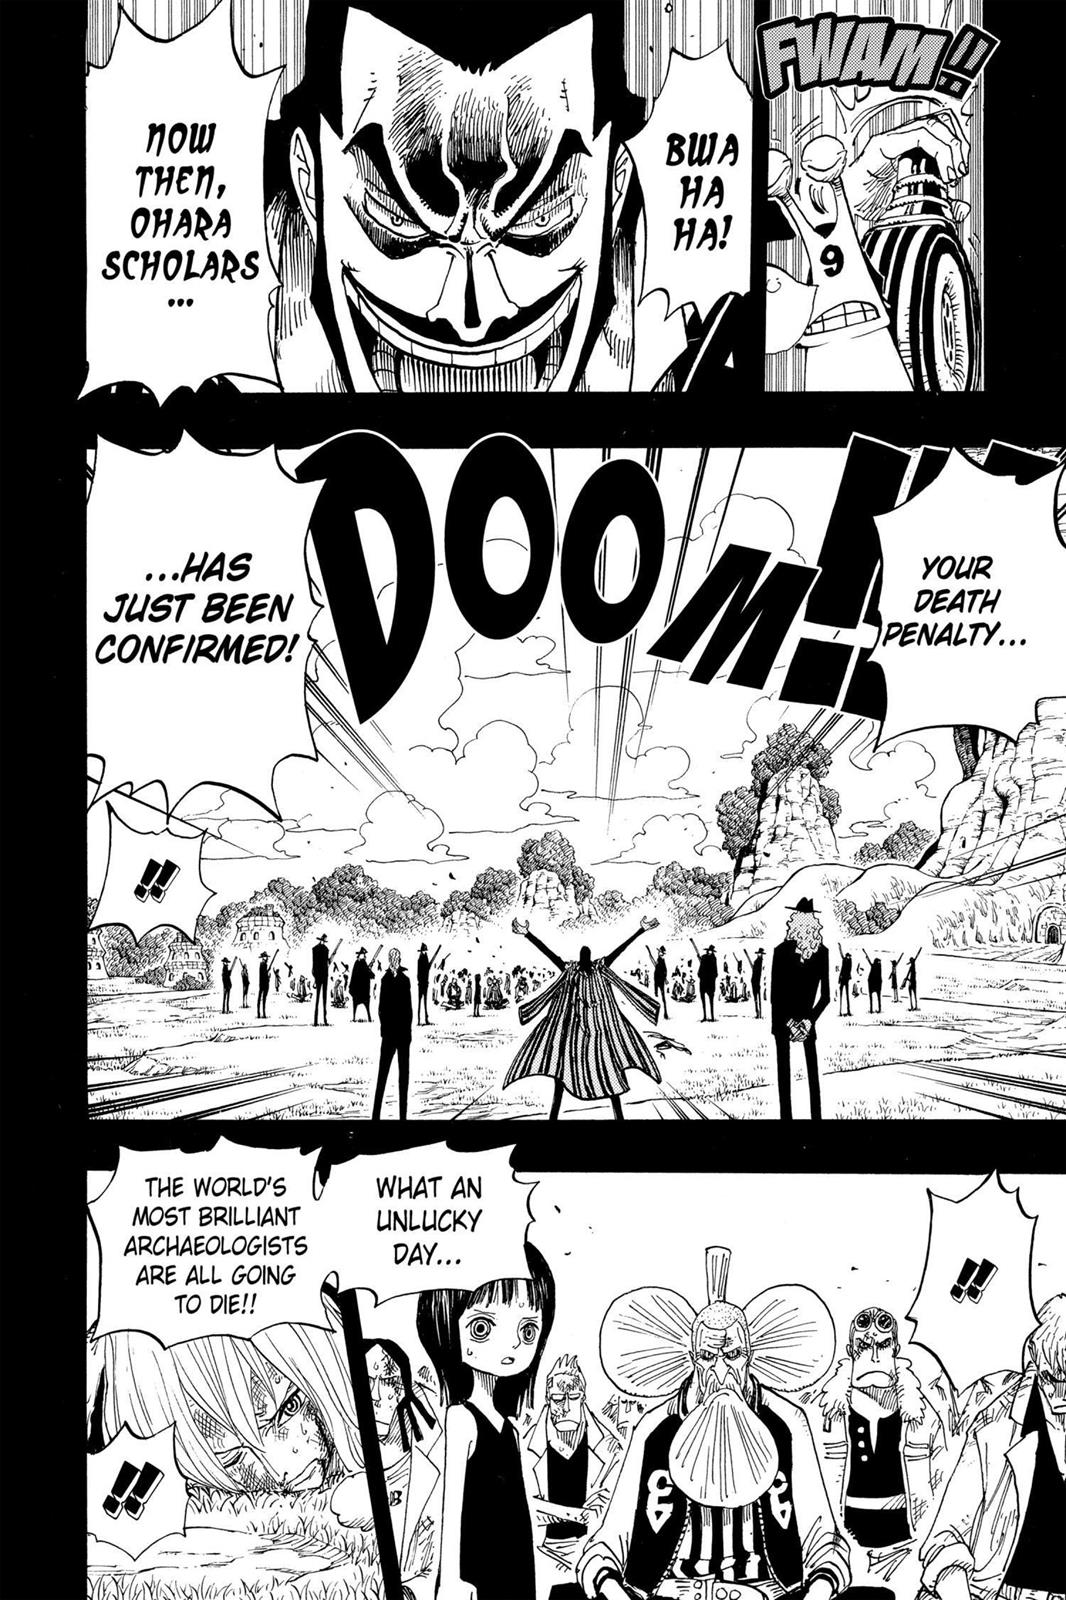 FWAM!!
9
BWA
HA
HA!
NOW
THEN,
OHARA
SCHOLARS
...
YOUR
DEATH
PENALTY...
DOOM!!
...HAS
JUST BEEN
CONFIRMED!
!!
!!
WHAT AN
UNLUCKY
DAY...
THE WORLD'S
MOST BRILLIANT
ARCHAEOLOGISTS
ARE ALL GOING
TO DIE!!
!!